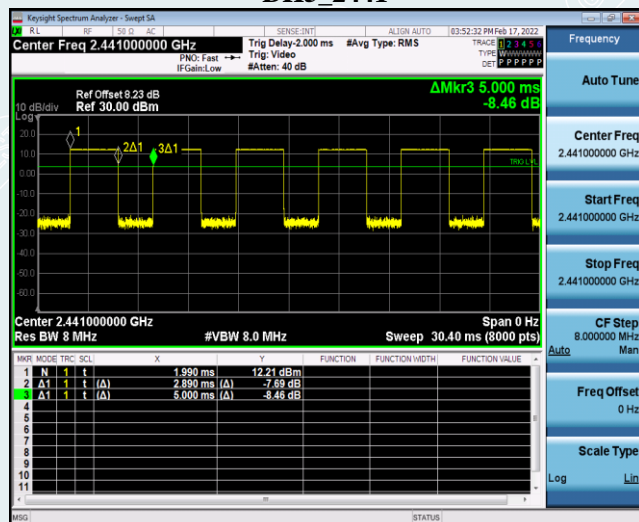 Keysight Spectrum Analyzer - Swept SA
RL RF 50 Ω AC SENSE:INT ALIGN AUTO 03:52:32 PM Feb 17, 2022
Center Freq 2.441000000 GHz
PNO: Fast
IFGain:Low
Trig Delay-2.000 ms
Trig: Video
#Atten: 40 dB
#Avg Type: RMS
TRACE 1 2 3 4 5 6
TYPE WWWWWW
DET P P P P P P
Ref Offset 8.23 dB
10 dB/div Ref 30.00 dBm
ΔMkr3 5.000 ms
-8.46 dB
Log
20.0
10.0
0.00
-10.0
-20.0
-30.0
-40.0
-50.0
-60.0
1
2Δ1
3Δ1
TRIG LVL
Center 2.441000000 GHz Span 0 Hz
Res BW 8 MHz #VBW 8.0 MHz Sweep 30.40 ms (8000 pts)
MKR MODE TRC SCL X Y FUNCTION FUNCTION WIDTH FUNCTION VALUE
1 N 1 t 1.990 ms 12.21 dBm
2 Δ1 1 t (Δ) 2.890 ms (Δ) -7.69 dB
3 Δ1 1 t (Δ) 5.000 ms (Δ) -8.46 dB
4
5
6
7
8
9
10
11
MSG STATUS
Frequency
Auto Tune
Center Freq
2.441000000 GHz
Start Freq
2.441000000 GHz
Stop Freq
2.441000000 GHz
CF Step
8.000000 MHz
Auto Man
Freq Offset
0 Hz
Scale Type
Log Lin